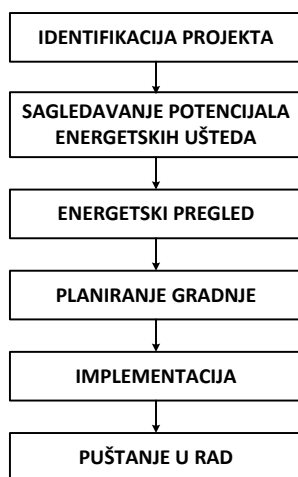 IDENTIFIKACIJA PROJEKTA
SAGLEDAVANJE POTENCIJALA
ENERGETSKIH UŠTEDA
ENERGETSKI PREGLED
PLANIRANJE GRADNJE
IMPLEMENTACIJA
PUŠTANJE U RAD